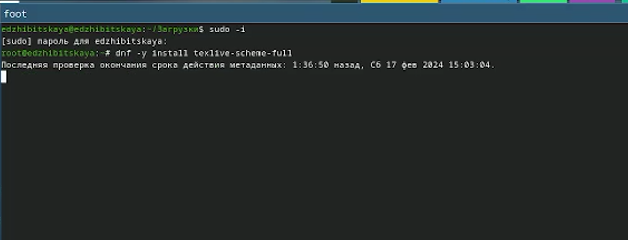 foot
edzhibitskaya@edzhibitskaya:~/Загрузки$ sudo -i
[sudo] пароль для edzhibitskaya:
root@edzhibitskaya:~# dnf -y install texlive-scheme-full
Последняя проверка окончания срока действия метаданных: 1:36:50 назад, Сб 17 фев 2024 15:03:04.